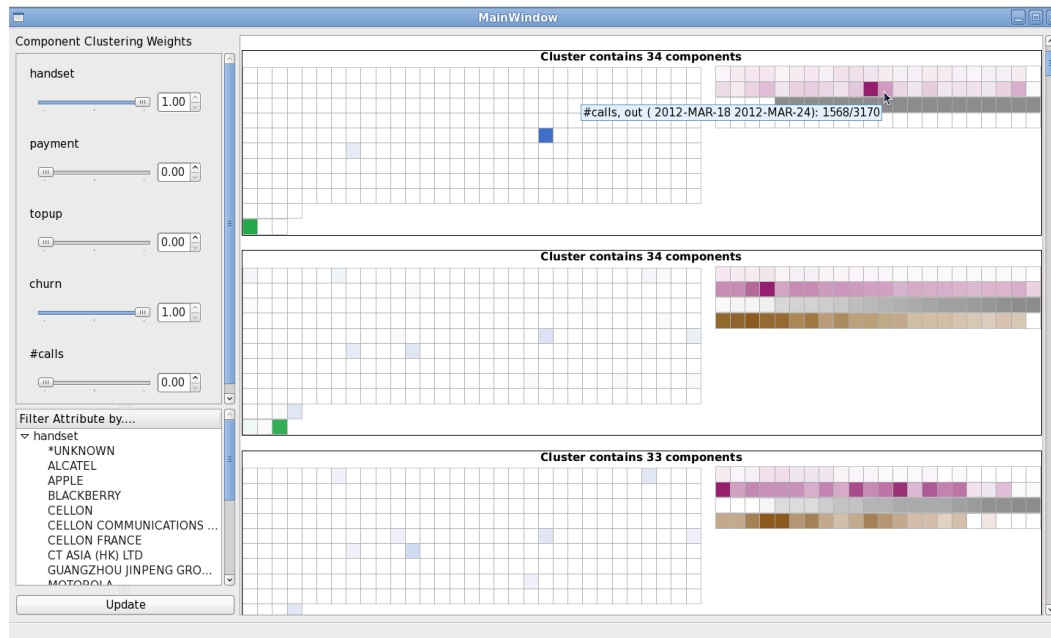 MainWindow
Component Clustering Weights
handset
1.00
payment
0.00
topup
0.00
churn
1.00
#calls
0.00
Filter Attribute by....
handset
*UNKNOWN
ALCATEL
APPLE
BLACKBERRY
CELLON
CELLON COMMUNICATIONS ...
CELLON FRANCE
CT ASIA (HK) LTD
GUANGZHOU JINPENG GRO...
MOTOROLA
Update
Cluster contains 34 components
#calls, out ( 2012-MAR-18 2012-MAR-24): 1568/3170
Cluster contains 34 components
Cluster contains 33 components